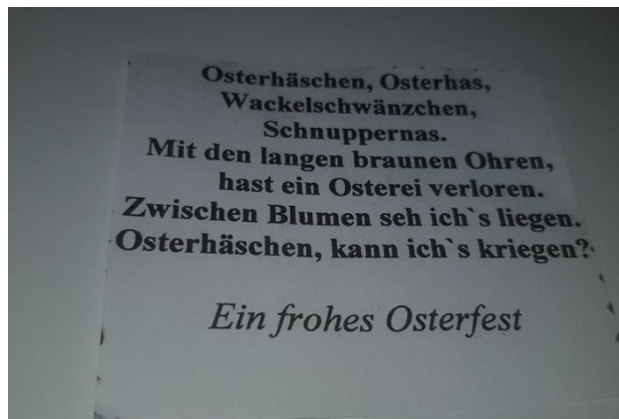 Osterhäschen, Osterhas,
Wackelschwänzchen,
Schnuppernas.
Mit den langen braunen Ohren,
hast ein Osterei verloren.
Zwischen Blumen seh ich`s liegen.
Osterhäschen, kann ich`s kriegen?
Ein frohes Osterfest